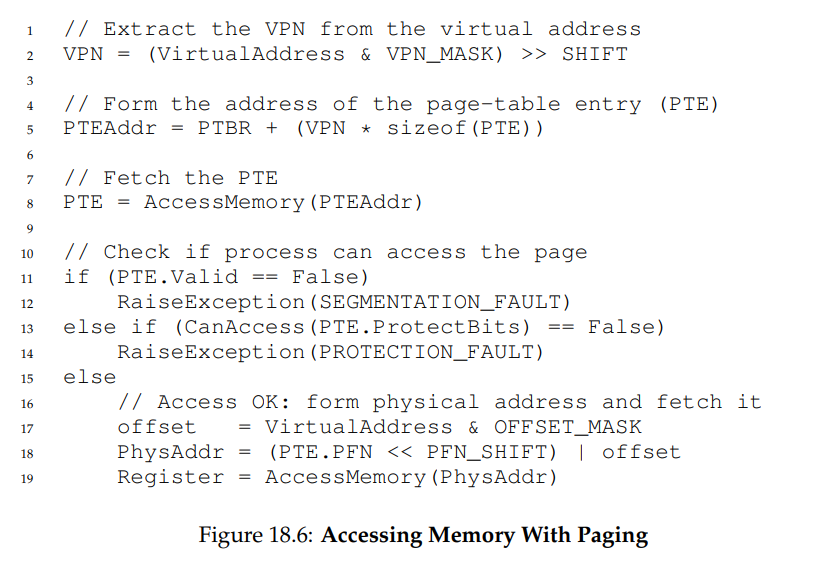 1 // Extract the VPN from the virtual address
2 VPN = (VirtualAddress & VPN_MASK) >> SHIFT
3
4 // Form the address of the page-table entry (PTE)
5 PTEAddr = PTBR + (VPN * sizeof(PTE))
6
7 // Fetch the PTE
8 PTE = AccessMemory(PTEAddr)
9
10 // Check if process can access the page
11 if (PTE.Valid == False)
12     RaiseException(SEGMENTATION_FAULT)
13 else if (CanAccess(PTE.ProtectBits) == False)
14     RaiseException(PROTECTION_FAULT)
15 else
16     // Access OK: form physical address and fetch it
17     offset   = VirtualAddress & OFFSET_MASK
18     PhysAddr = (PTE.PFN << PFN_SHIFT) | offset
19     Register = AccessMemory(PhysAddr)
Figure 18.6: Accessing Memory With Paging